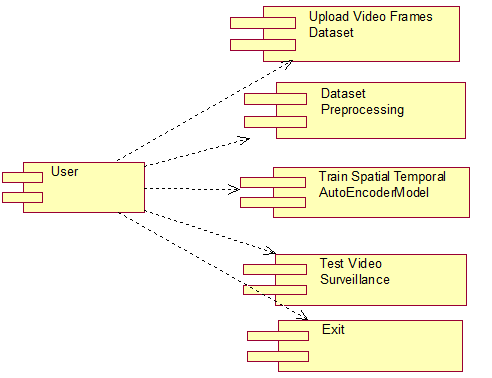 Upload Video Frames
Dataset
Dataset
Preprocessing
User
Train Spatial Temporal
AutoEncoderModel
Test Video
Surveillance
Exit